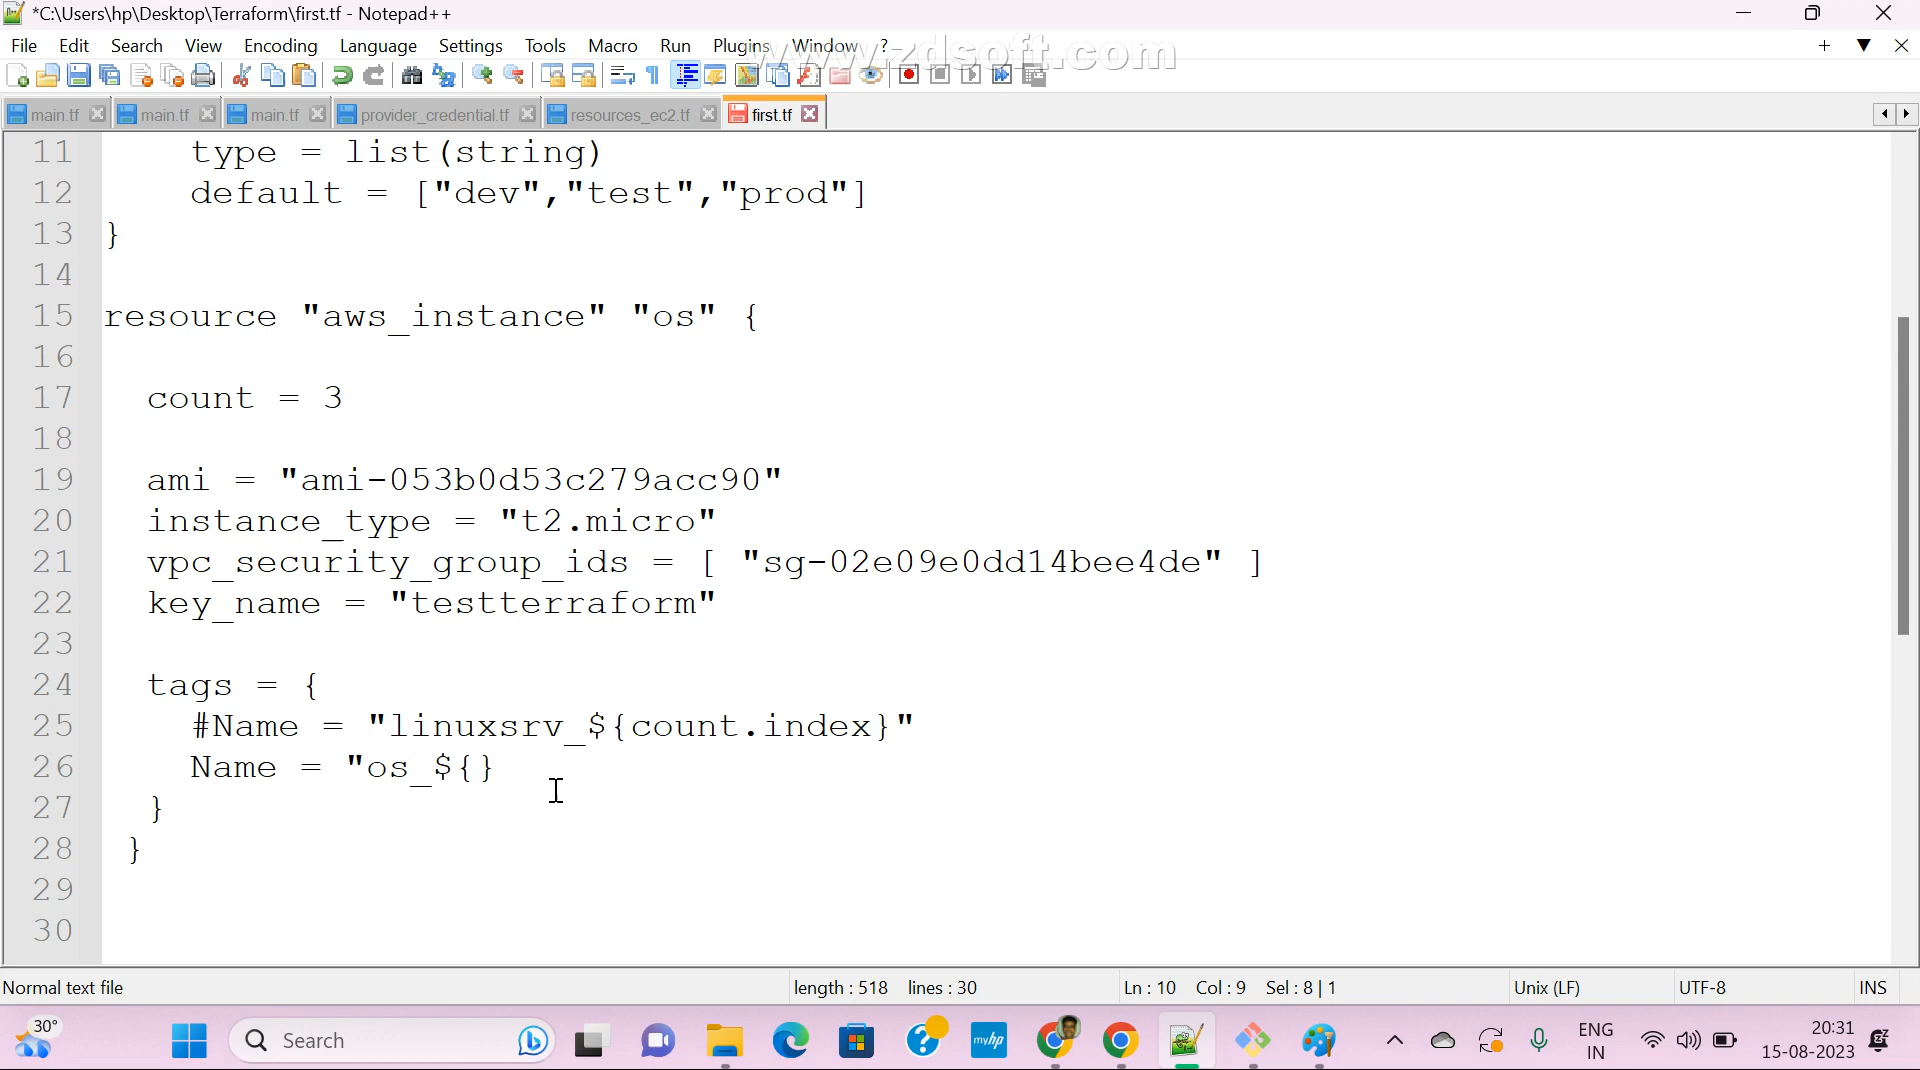 *C:\Users\hp\Desktop\Terraform\first.tf - Notepad++
File Edit Search View Encoding Language Settings Tools Macro Run Plugins Window ?
www.zdsoft.com
main.tf main.tf main.tf provider_credential.tf resources_ec2.tf first.tf
11 type = list(string)
12 default = ["dev","test","prod"]
13 }
14
15 resource "aws_instance" "os" {
16
17 count = 3
18
19 ami = "ami-053b0d53c279acc90"
20 instance_type = "t2.micro"
21 vpc_security_group_ids = [ "sg-02e09e0dd14bee4de" ]
22 key_name = "testterraform"
23
24 tags = {
25 #Name = "linuxsrv_${count.index}"
26 Name = "os_${}
27 }
28 }
29
30
Normal text file length : 518 lines : 30 Ln : 10 Col : 9 Sel : 8 | 1 Unix (LF) UTF-8 INS
30° Search myhp ENG 20:31
IN 15-08-2023